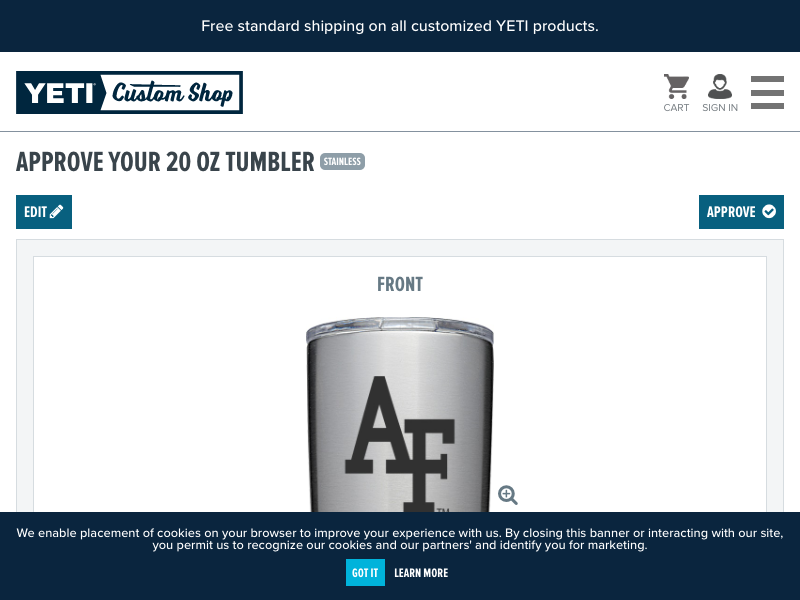 Free standard shipping on all customized YETI products.
YETI Custom Shop
CART
SIGN IN
APPROVE YOUR 20 OZ TUMBLER STAINLESS
EDIT
APPROVE
FRONT
AF
TM
We enable placement of cookies on your browser to improve your experience with us. By closing this banner or interacting with our site,
you permit us to recognize our cookies and our partners' and identify you for marketing.
GOT IT
LEARN MORE